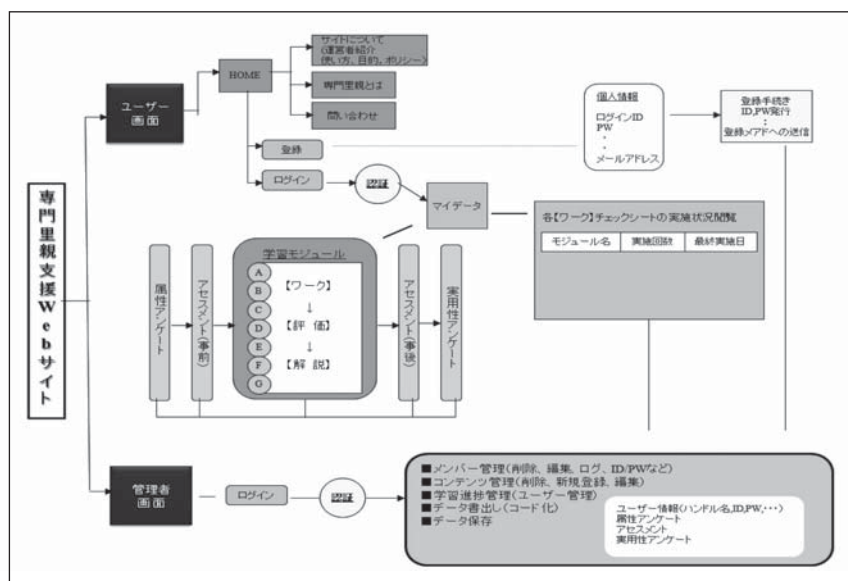 専門里親支援Webサイト
ユーザー
画面
HOME
サイトについて
(運営者紹介
使い方、目的。ポリシー)
専門里親とは
問い合わせ
登録
ログイン
個人情報
ログインID
PW
・
・
メールアドレス
登録手続き
ID,PW発行
：
登録メアドへの送信
マイデータ
各【ワーク】チェックシートの実施状況閲覧
モジュール名
実施回数
最終実施日
属性アンケート
アセスメント(事前)
学習モジュール
A
B
C
D
E
F
G
【ワーク】
↓
【評 価】
↓
【解 説】
アセスメント(事後)
実用性アンケート
管理者
画面
ログイン
■メンバー管理(削除、編集、ログ、ID/PWなど)
■コンテンツ管理(削除、新規登録、編集)
■学習進捗管理(ユーザー管理)
■データ書出し(コード化)
■データ保存
ユーザー情報(ハンドル名,ID,PW,・・・)
属性アンケート
アセスメント
実用性アンケート